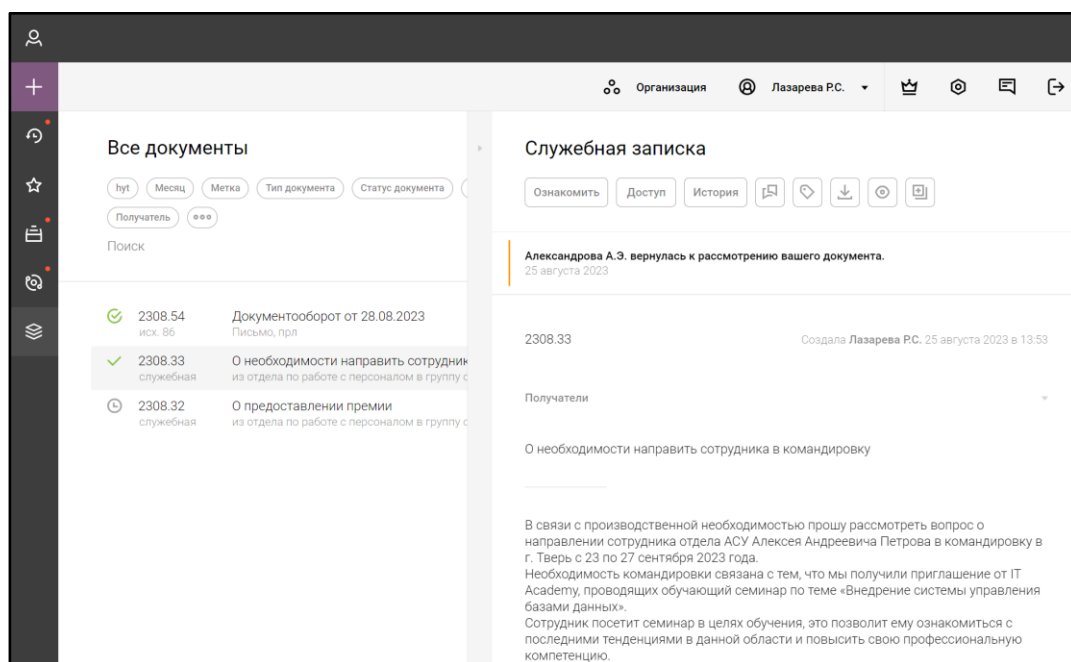 Организация
Лазарева Р.С.
Все документы
hyt
Месяц
Метка
Тип документа
Статус документа
Получатель
Поиск
2308.54
Документооборот от 28.08.2023
исх. 86
Письмо, прл
2308.33
О необходимости направить сотрудник
служебная
из отдела по работе с персоналом в группу с
2308.32
О предоставлении премии
служебная
из отдела по работе с персоналом в группу с
Служебная записка
Ознакомить
Доступ
История
Александрова А.Э. вернулась к рассмотрению вашего документа.
25 августа 2023
2308.33
Создала Лазарева Р.С. 25 августа 2023 в 13:53
Получатели
О необходимости направить сотрудника в командировку
В связи с производственной необходимостью прошу рассмотреть вопрос о
направлении сотрудника отдела АСУ Алексея Андреевича Петрова в командировку в
г. Тверь с 23 по 27 сентября 2023 года.
Необходимость командировки связана с тем, что мы получили приглашение от IT
Academy, проводящих обучающий семинар по теме «Внедрение системы управления
базами данных».
Сотрудник посетит семинар в целях обучения, это позволит ему ознакомиться с
последними тенденциями в данной области и повысить свою профессиональную
компетенцию.